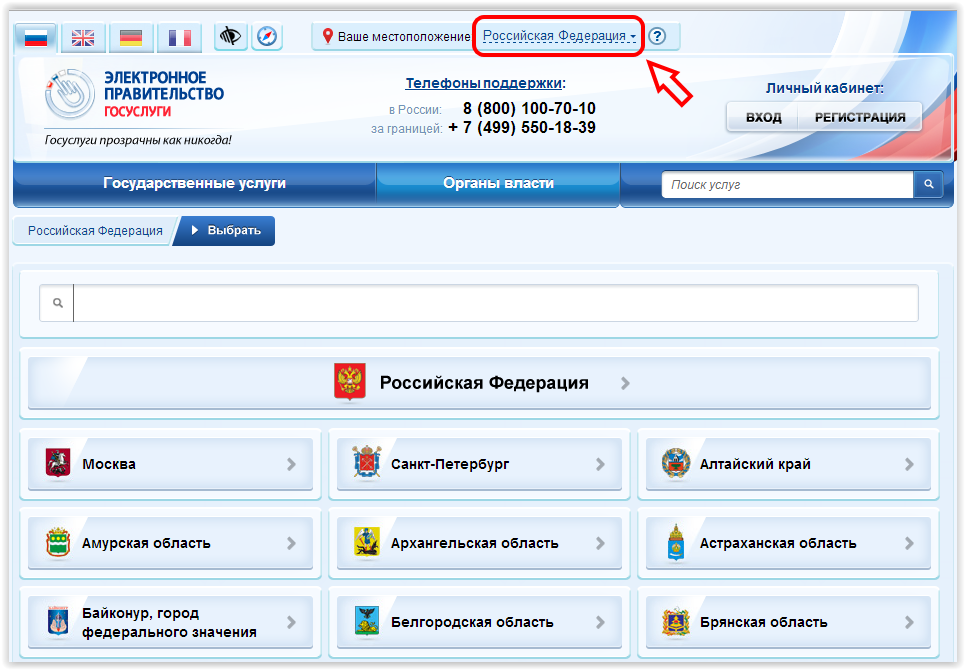 Ваше местоположение Российская Федерация ?
ЭЛЕКТРОННОЕ
ПРАВИТЕЛЬСТВО
ГОСУСЛУГИ
Госуслуги прозрачны как никогда!
Телефоны поддержки:
в России: 8 (800) 100-70-10
за границей: + 7 (499) 550-18-39
Личный кабинет:
ВХОД РЕГИСТРАЦИЯ
Государственные услуги Органы власти Поиск услуг
Российская Федерация Выбрать
Российская Федерация
Москва Санкт-Петербург Алтайский край
Амурская область Архангельская область Астраханская область
Байконур, город
федерального значения
Белгородская область Брянская область